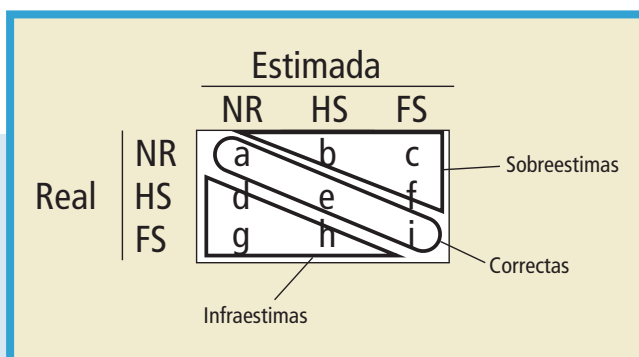 Estimada
NR HS FS
NR a b c
Sobreestimas
Real HS d e f
FS g h i
Correctas
Infraestimas